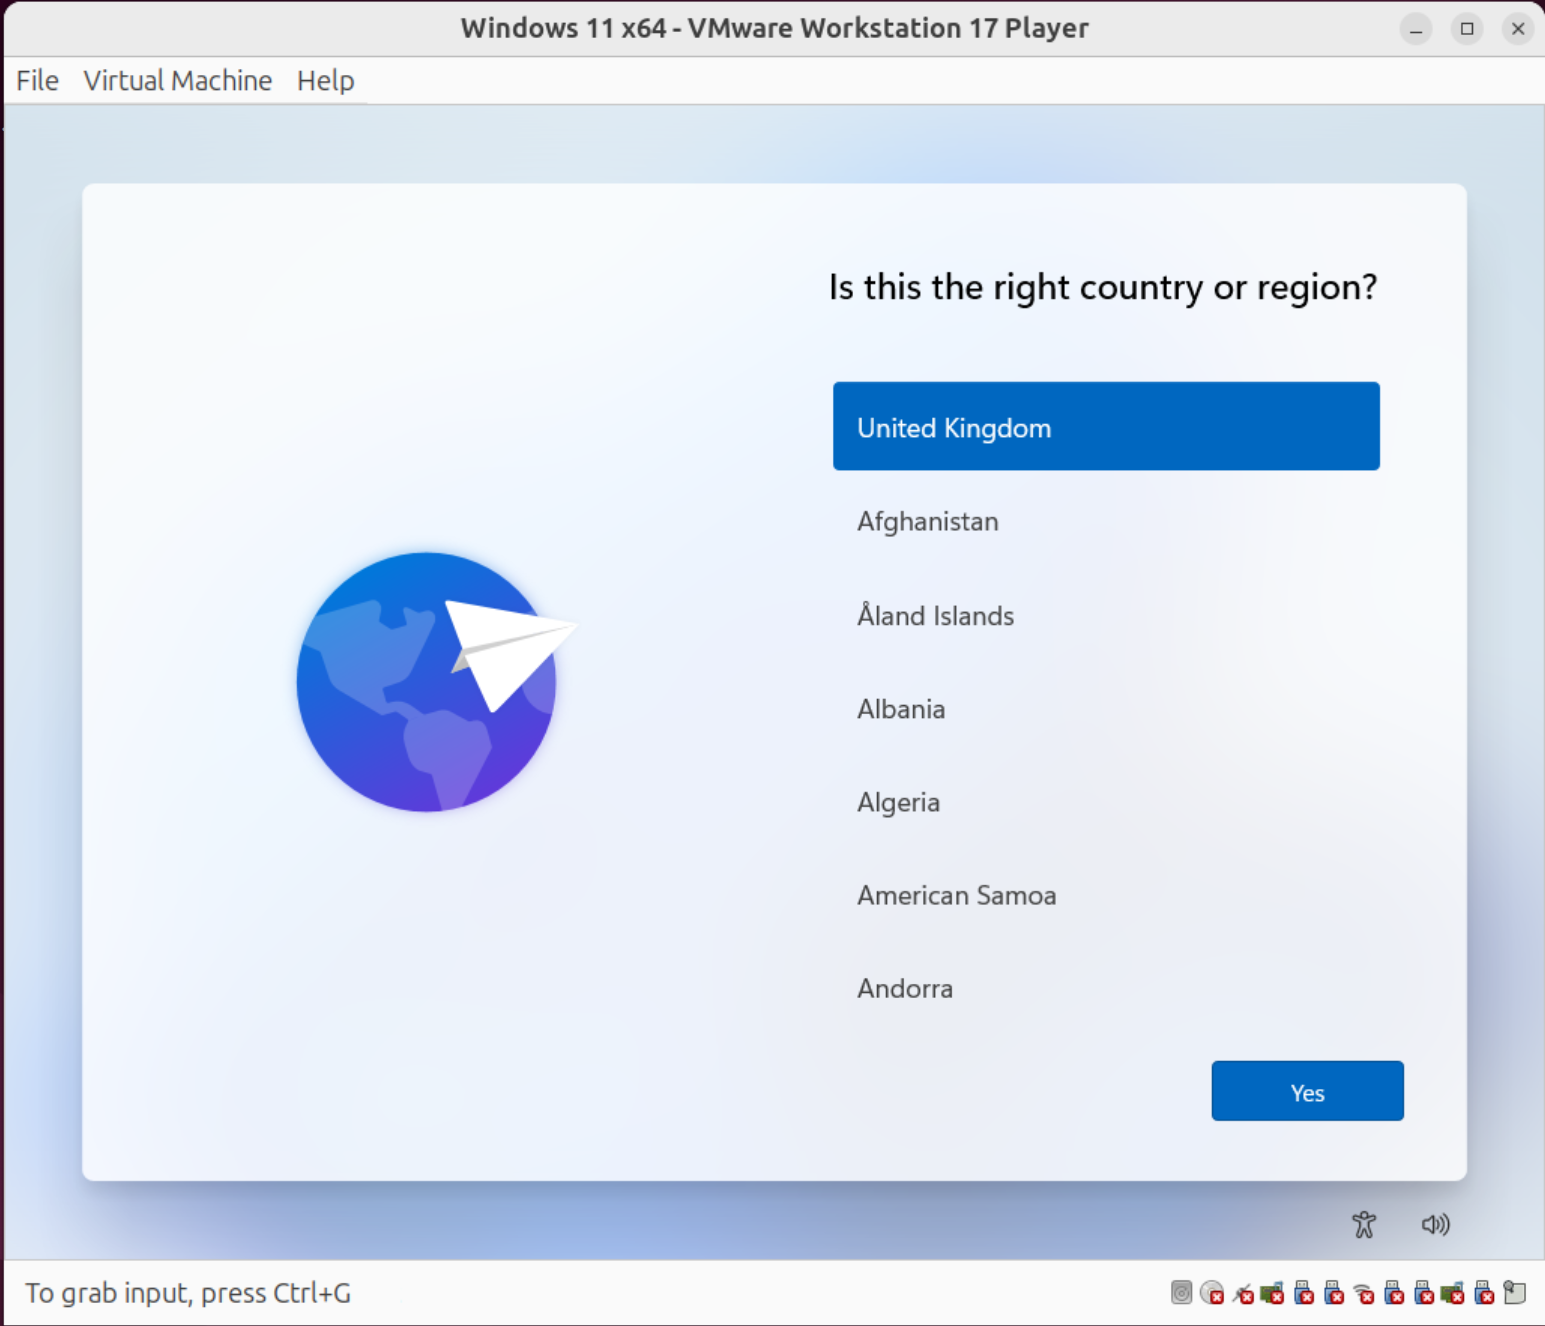 Windows 11 x64 - VMware Workstation 17 Player
File Virtual Machine Help
Is this the right country or region?
United Kingdom
Afghanistan
Åland Islands
Albania
Algeria
American Samoa
Andorra
Yes
To grab input, press Ctrl+G